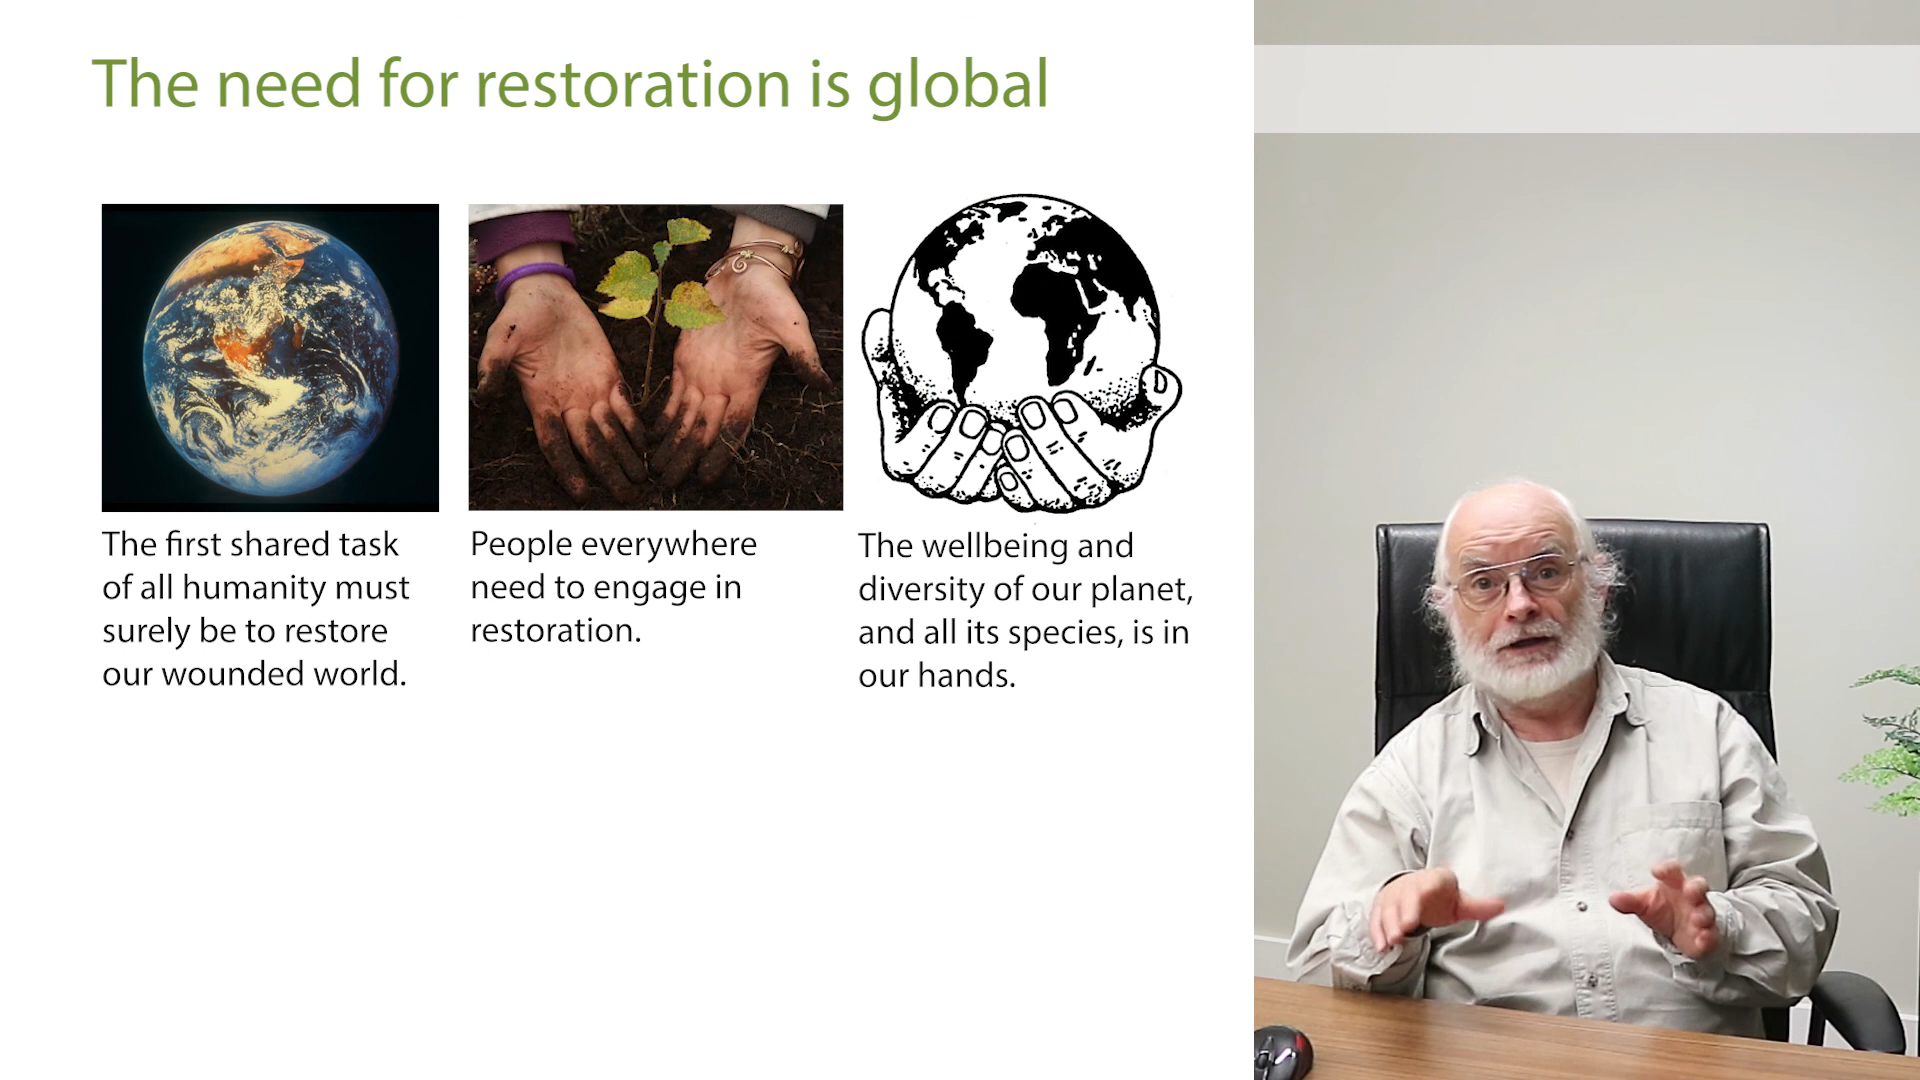 The need for restoration is global
The first shared task
of all humanity must
surely be to restore
our wounded world.
People everywhere
need to engage in
restoration.
The wellbeing and
diversity of our planet,
and all its species, is in
our hands.